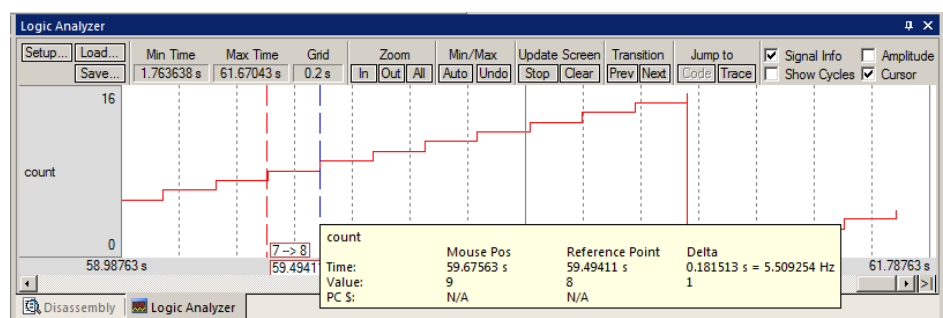 Logic Analyzer
Setup... Load... Min Time Max Time Grid Zoom Min/Max Update Screen Transition Jump to Signal Info Amplitude
Save... 1.763638 s 61.67043 s 0.2 s In Out All Auto Undo Stop Clear Prev Next Code Trace Show Cycles Cursor
16
count
0
7 --> 8
58.98763 s 59.49411 61.78763 s
count
Mouse Pos Reference Point Delta
Time: 59.67563 s 59.49411 s 0.181513 s = 5.509254 Hz
Value: 9 8 1
PC $: N/A N/A
Disassembly Logic Analyzer